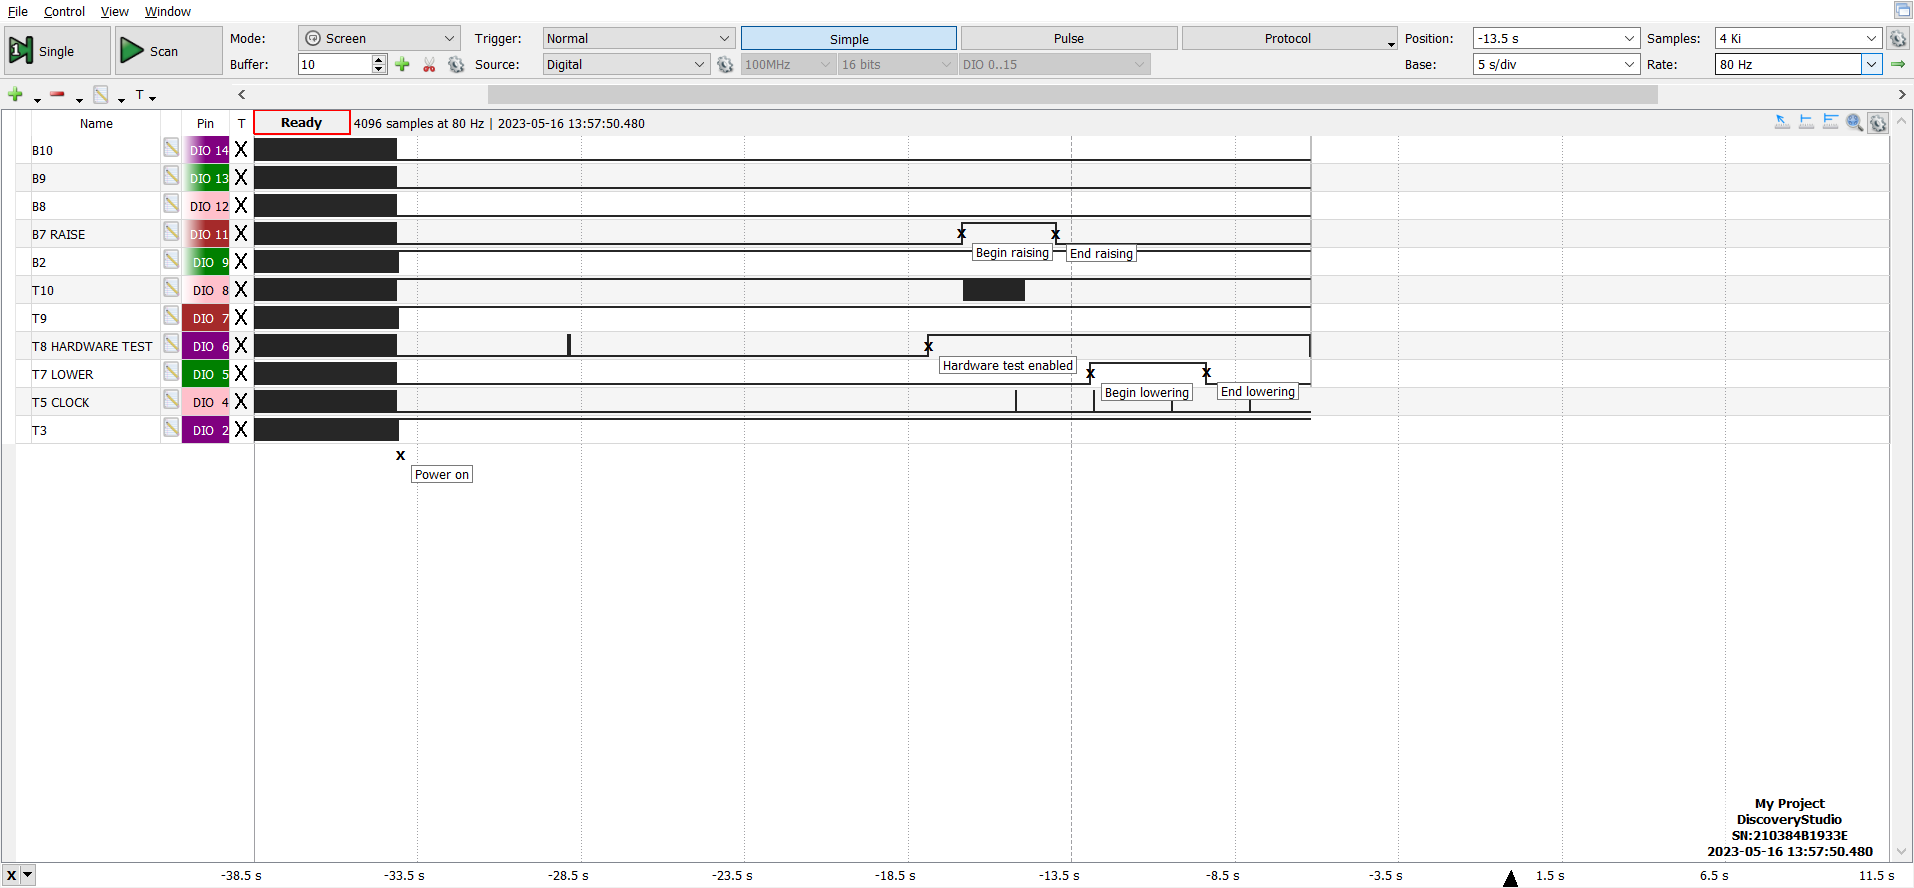 File Control View Window
Single Scan Mode: Screen Trigger: Normal Simple Pulse Protocol Position: -13.5 s Samples: 4 Ki
Buffer: 10 Source: Digital 100MHz 16 bits DIO 0..15 Base: 5 s/div Rate: 80 Hz
T
Name Pin T Ready 4096 samples at 80 Hz | 2023-05-16 13:57:50.480
B10 DIO 14 X
B9 DIO 13 X
B8 DIO 12 X
B7 RAISE DIO 11 X
Begin raising End raising
B2 DIO 9 X
T10 DIO 8 X
T9 DIO 7 X
T8 HARDWARE TEST DIO 6 X
Hardware test enabled
T7 LOWER DIO 5 X
Begin lowering End lowering
T5 CLOCK DIO 4 X
T3 DIO 2 X
X
Power on
My Project
DiscoveryStudio
SN:210384B1933E
2023-05-16 13:57:50.480
X -38.5 s -33.5 s -28.5 s -23.5 s -18.5 s -13.5 s -8.5 s -3.5 s 1.5 s 6.5 s 11.5 s